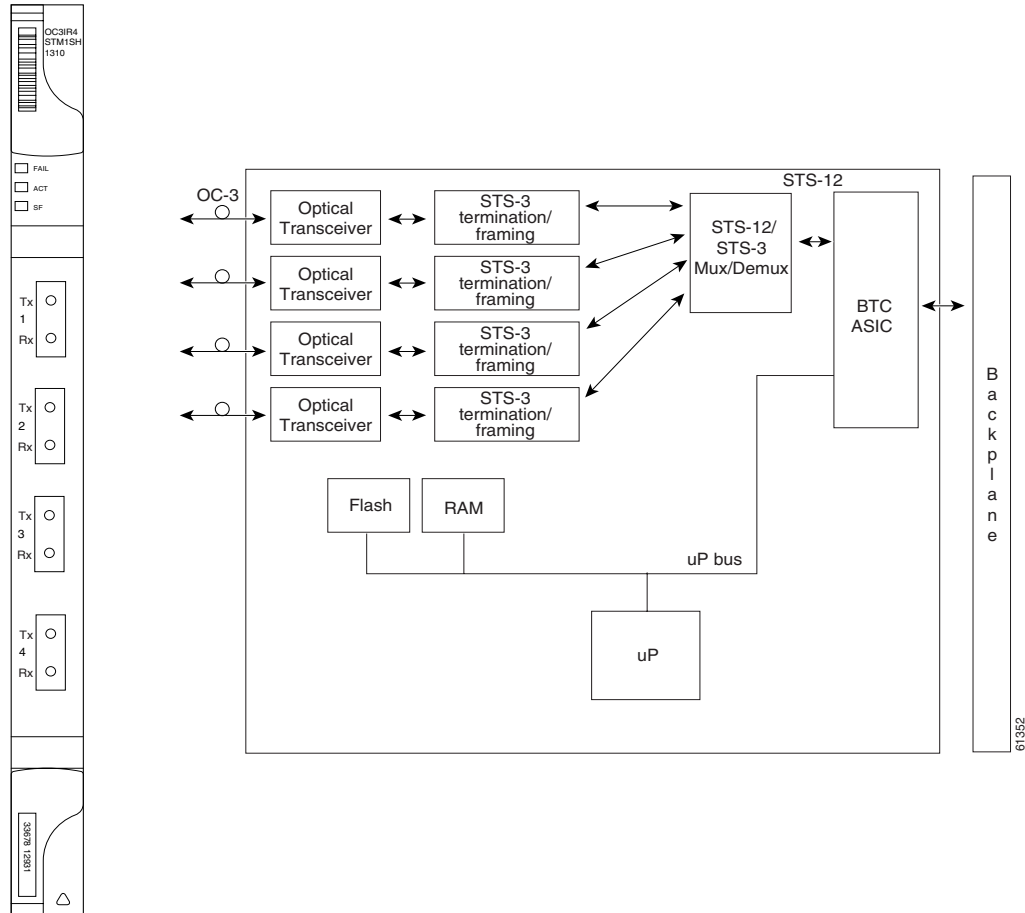 OC3IR4
STM1SH
1310
FAIL
ACT
SF
Tx
1
Rx
Tx
2
Rx
Tx
3
Rx
Tx
4
Rx
33678 12931
OC-3
Optical
Transceiver
STS-3
termination/
framing
Optical
Transceiver
STS-3
termination/
framing
Optical
Transceiver
STS-3
termination/
framing
Optical
Transceiver
STS-3
termination/
framing
STS-12/
STS-3
Mux/Demux
STS-12
BTC
ASIC
Flash
RAM
uP bus
uP
Backplane
61352